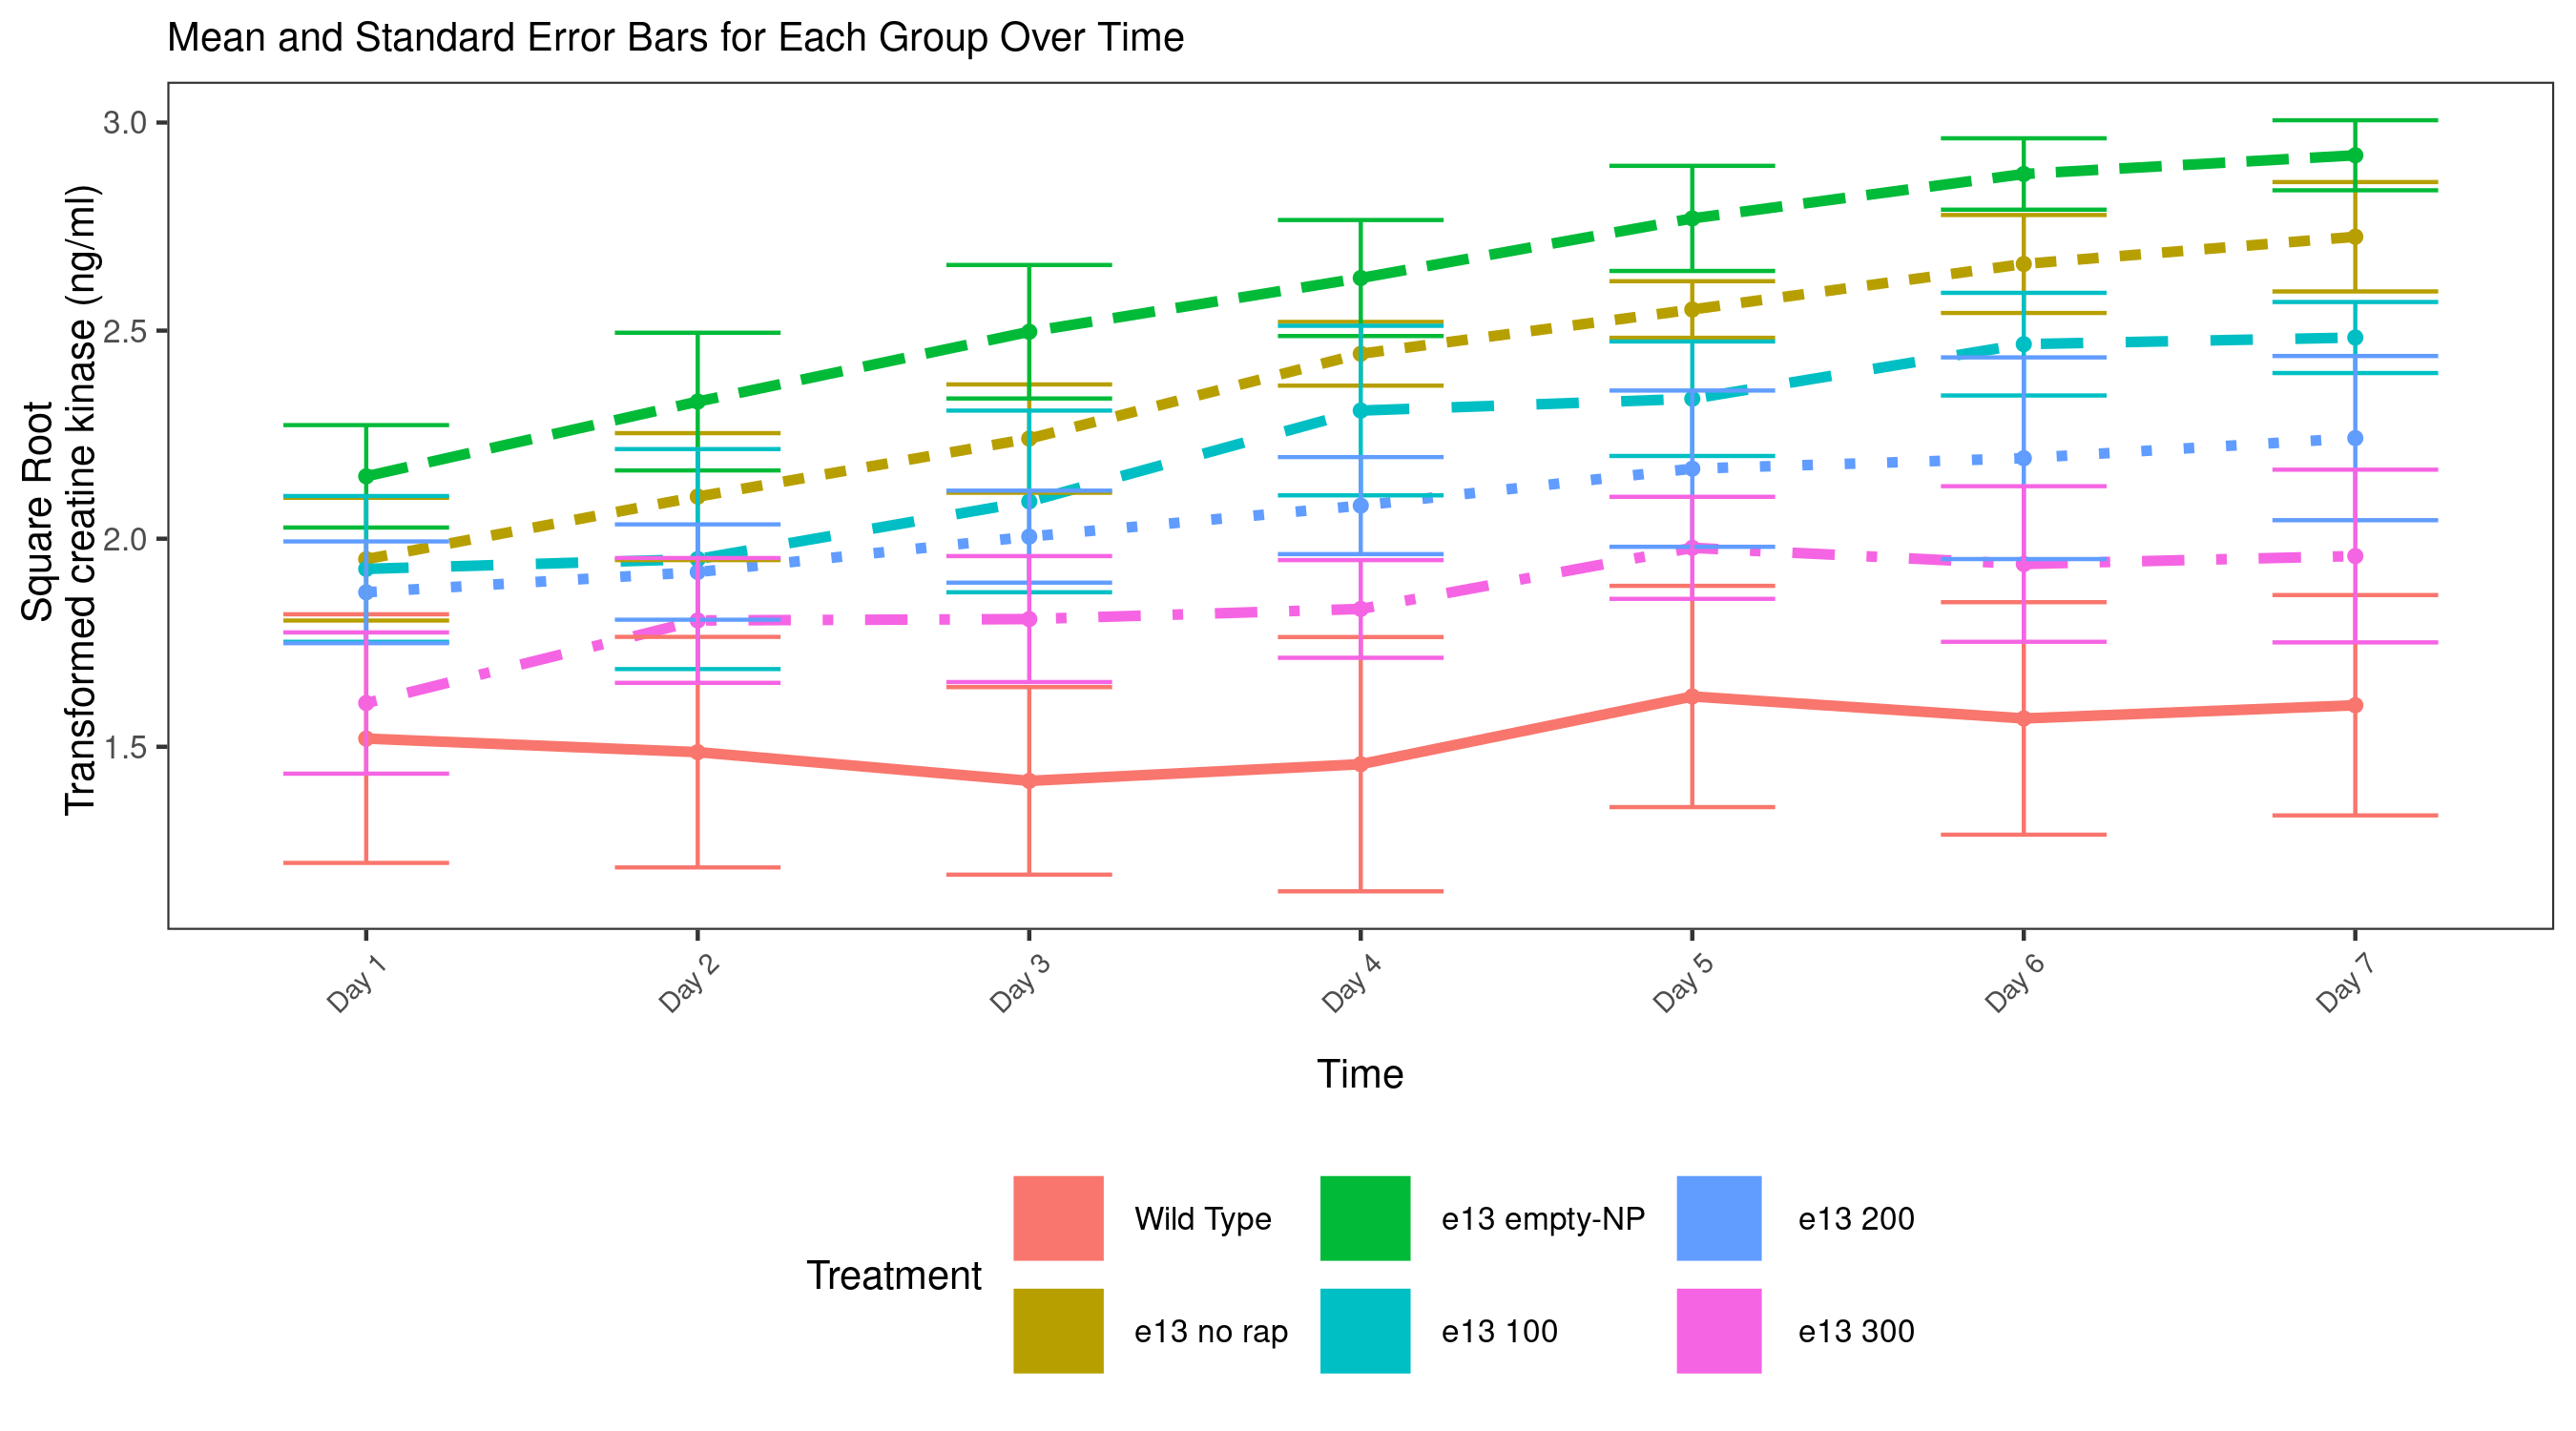 Mean and Standard Error Bars for Each Group Over Time
Square Root
Transformed creatine kinase (ng/ml)
3.0
2.5
2.0
1.5
Day 1
Day 2
Day 3
Day 4
Day 5
Day 6
Day 7
Time
Treatment
Wild Type
e13 no rap
e13 empty-NP
e13 100
e13 200
e13 300